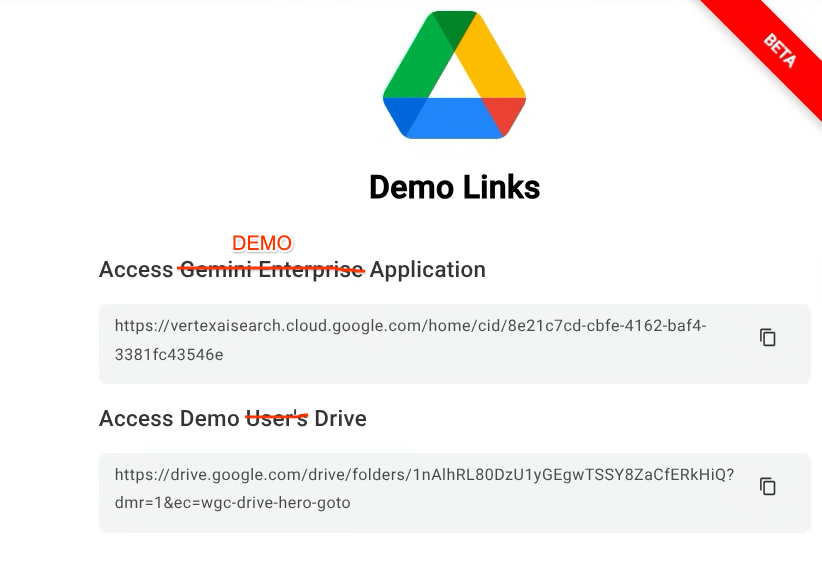 BETA
Demo Links
DEMO
Access Gemini Enterprise Application
https://vertexaisearch.cloud.google.com/home/cid/8e21c7cd-cbfe-4162-baf4-
3381fc43546e
Access Demo User's Drive
https://drive.google.com/drive/folders/1nAlhRL80DzU1yGEgwTSSY8ZaCfERkHiQ?
dmr=1&ec=wgc-drive-hero-goto